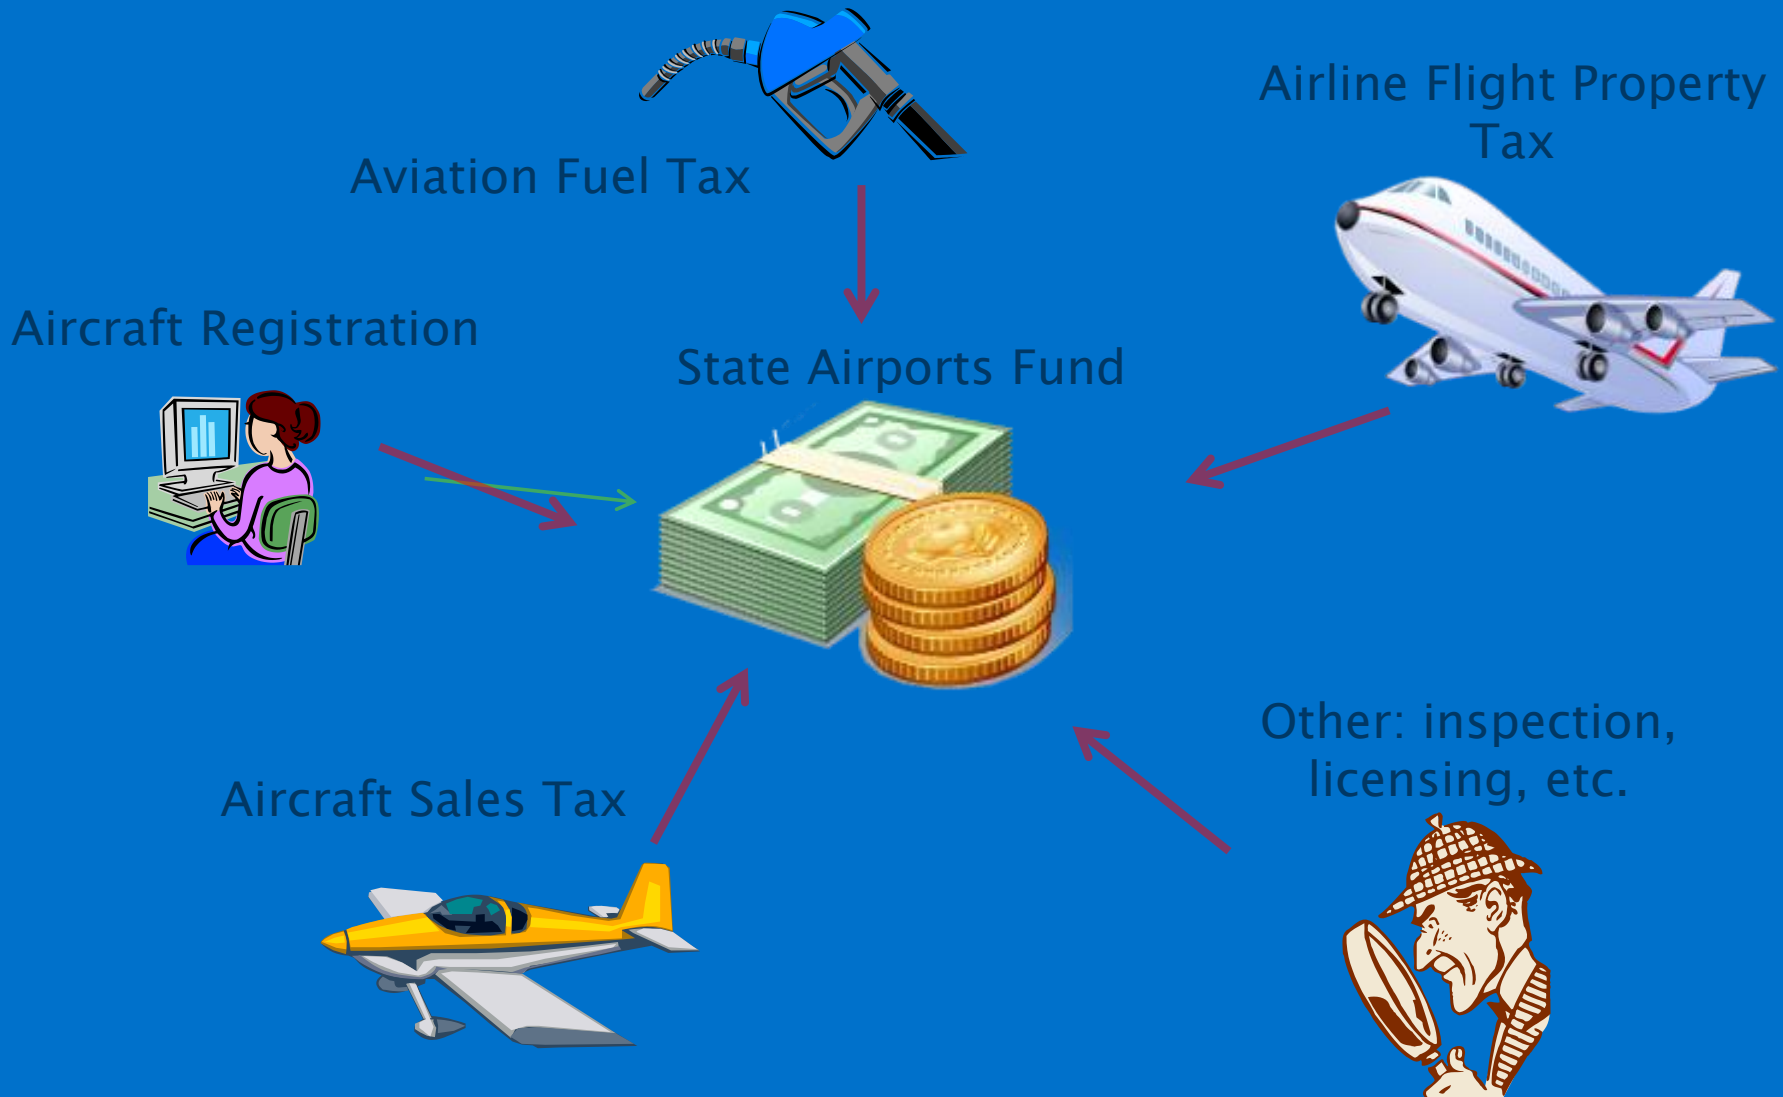 Airline Flight Property
Tax
Aviation Fuel Tax
Aircraft Registration
State Airports Fund
Other: inspection,
licensing, etc.
Aircraft Sales Tax